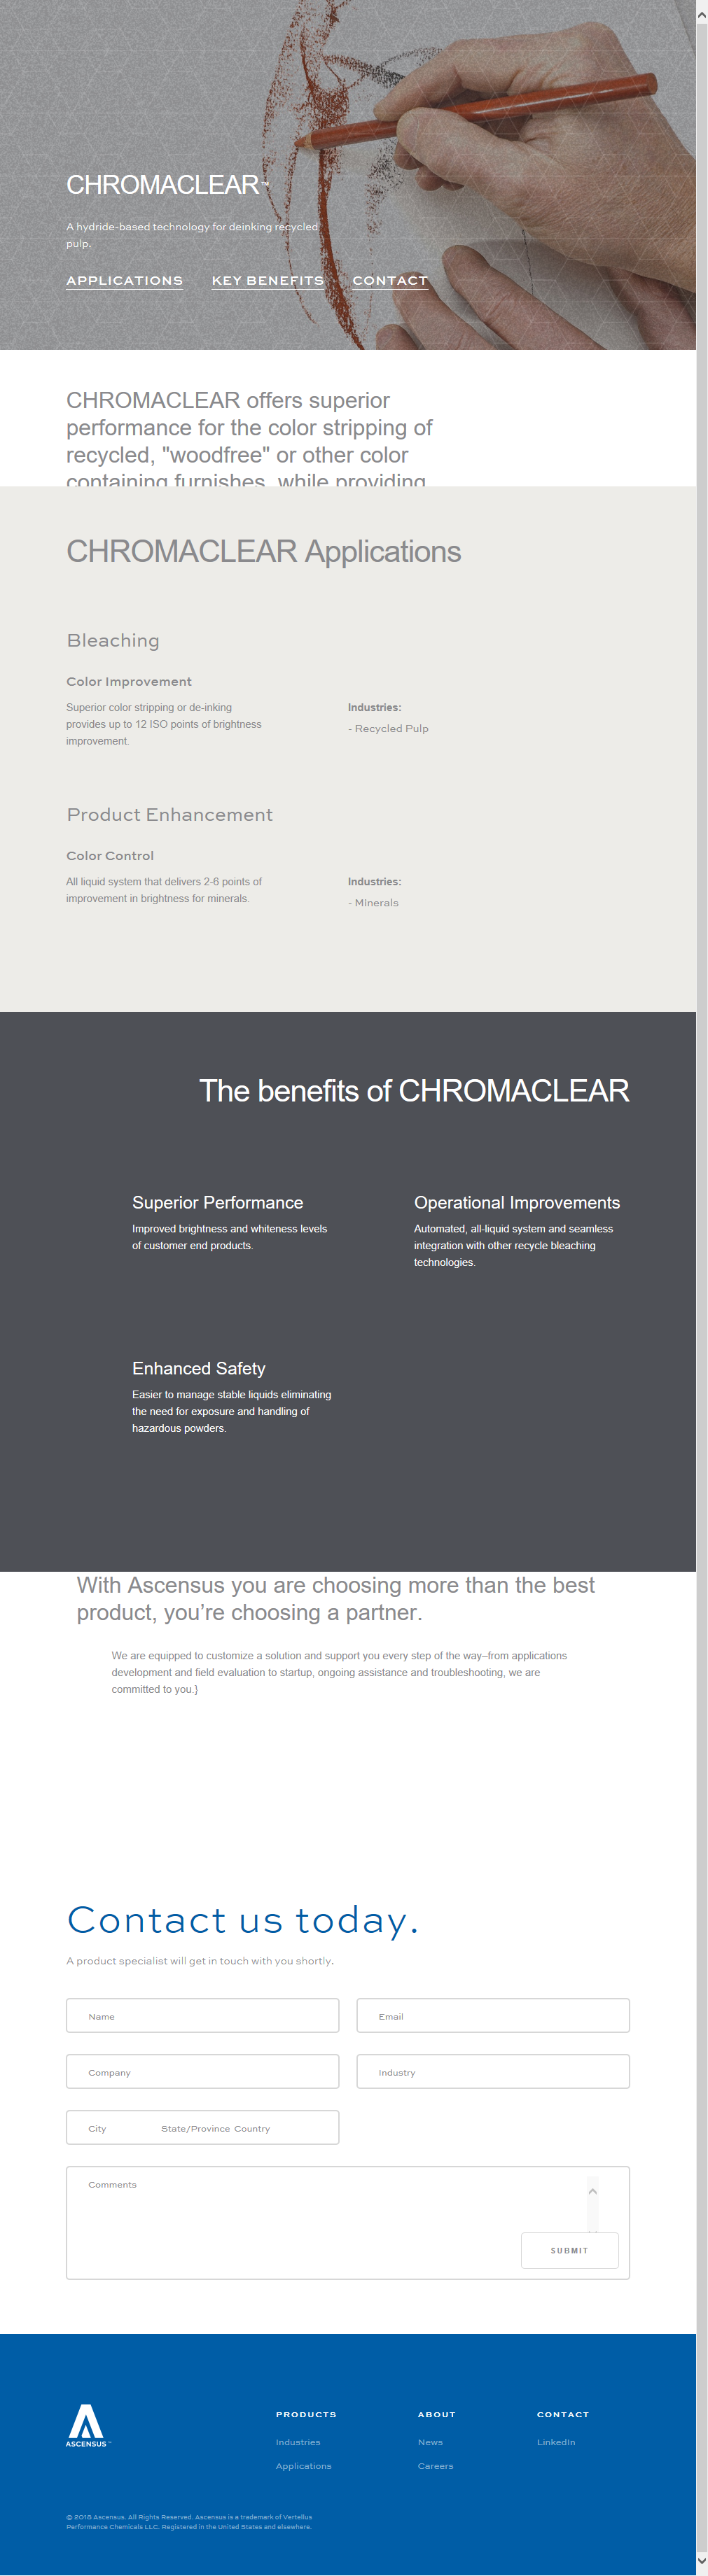 CHROMACLEAR™
A hydride-based technology for deinking recycled
pulp.
APPLICATIONS KEY BENEFITS CONTACT
CHROMACLEAR offers superior
performance for the color stripping of
recycled, "woodfree" or other color
containing furnishes, while providing
CHROMACLEAR Applications
Bleaching
Color Improvement
Superior color stripping or de-inking
provides up to 12 ISO points of brightness
improvement.
Industries:
- Recycled Pulp
Product Enhancement
Color Control
All liquid system that delivers 2-6 points of
improvement in brightness for minerals.
Industries:
- Minerals
The benefits of CHROMACLEAR
Superior Performance
Improved brightness and whiteness levels
of customer end products.
Operational Improvements
Automated, all-liquid system and seamless
integration with other recycle bleaching
technologies.
Enhanced Safety
Easier to manage stable liquids eliminating
the need for exposure and handling of
hazardous powders.
With Ascensus you are choosing more than the best
product, you’re choosing a partner.
We are equipped to customize a solution and support you every step of the way–from applications
development and field evaluation to startup, ongoing assistance and troubleshooting, we are
committed to you.}
Contact us today.
A product specialist will get in touch with you shortly.
Name
Email
Company
Industry
City State/Province Country
Comments
SUBMIT
ASCENSUS™
PRODUCTS
Industries
Applications
ABOUT
News
Careers
CONTACT
LinkedIn
© 2018 Ascensus. All Rights Reserved. Ascensus is a trademark of Vertellus
Performance Chemicals LLC. Registered in the United States and elsewhere.